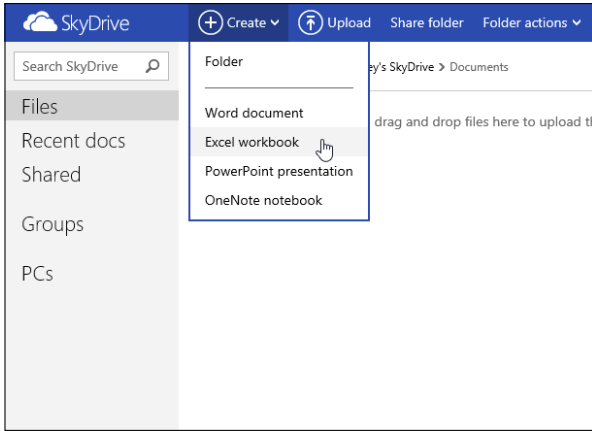 SkyDrive Create Upload Share folder Folder actions
Search SkyDrive
Files
Recent docs
Shared
Groups
PCs
Folder
Word document
Excel workbook
PowerPoint presentation
OneNote notebook
SkyDrive > Documents
drag and drop files here to upload